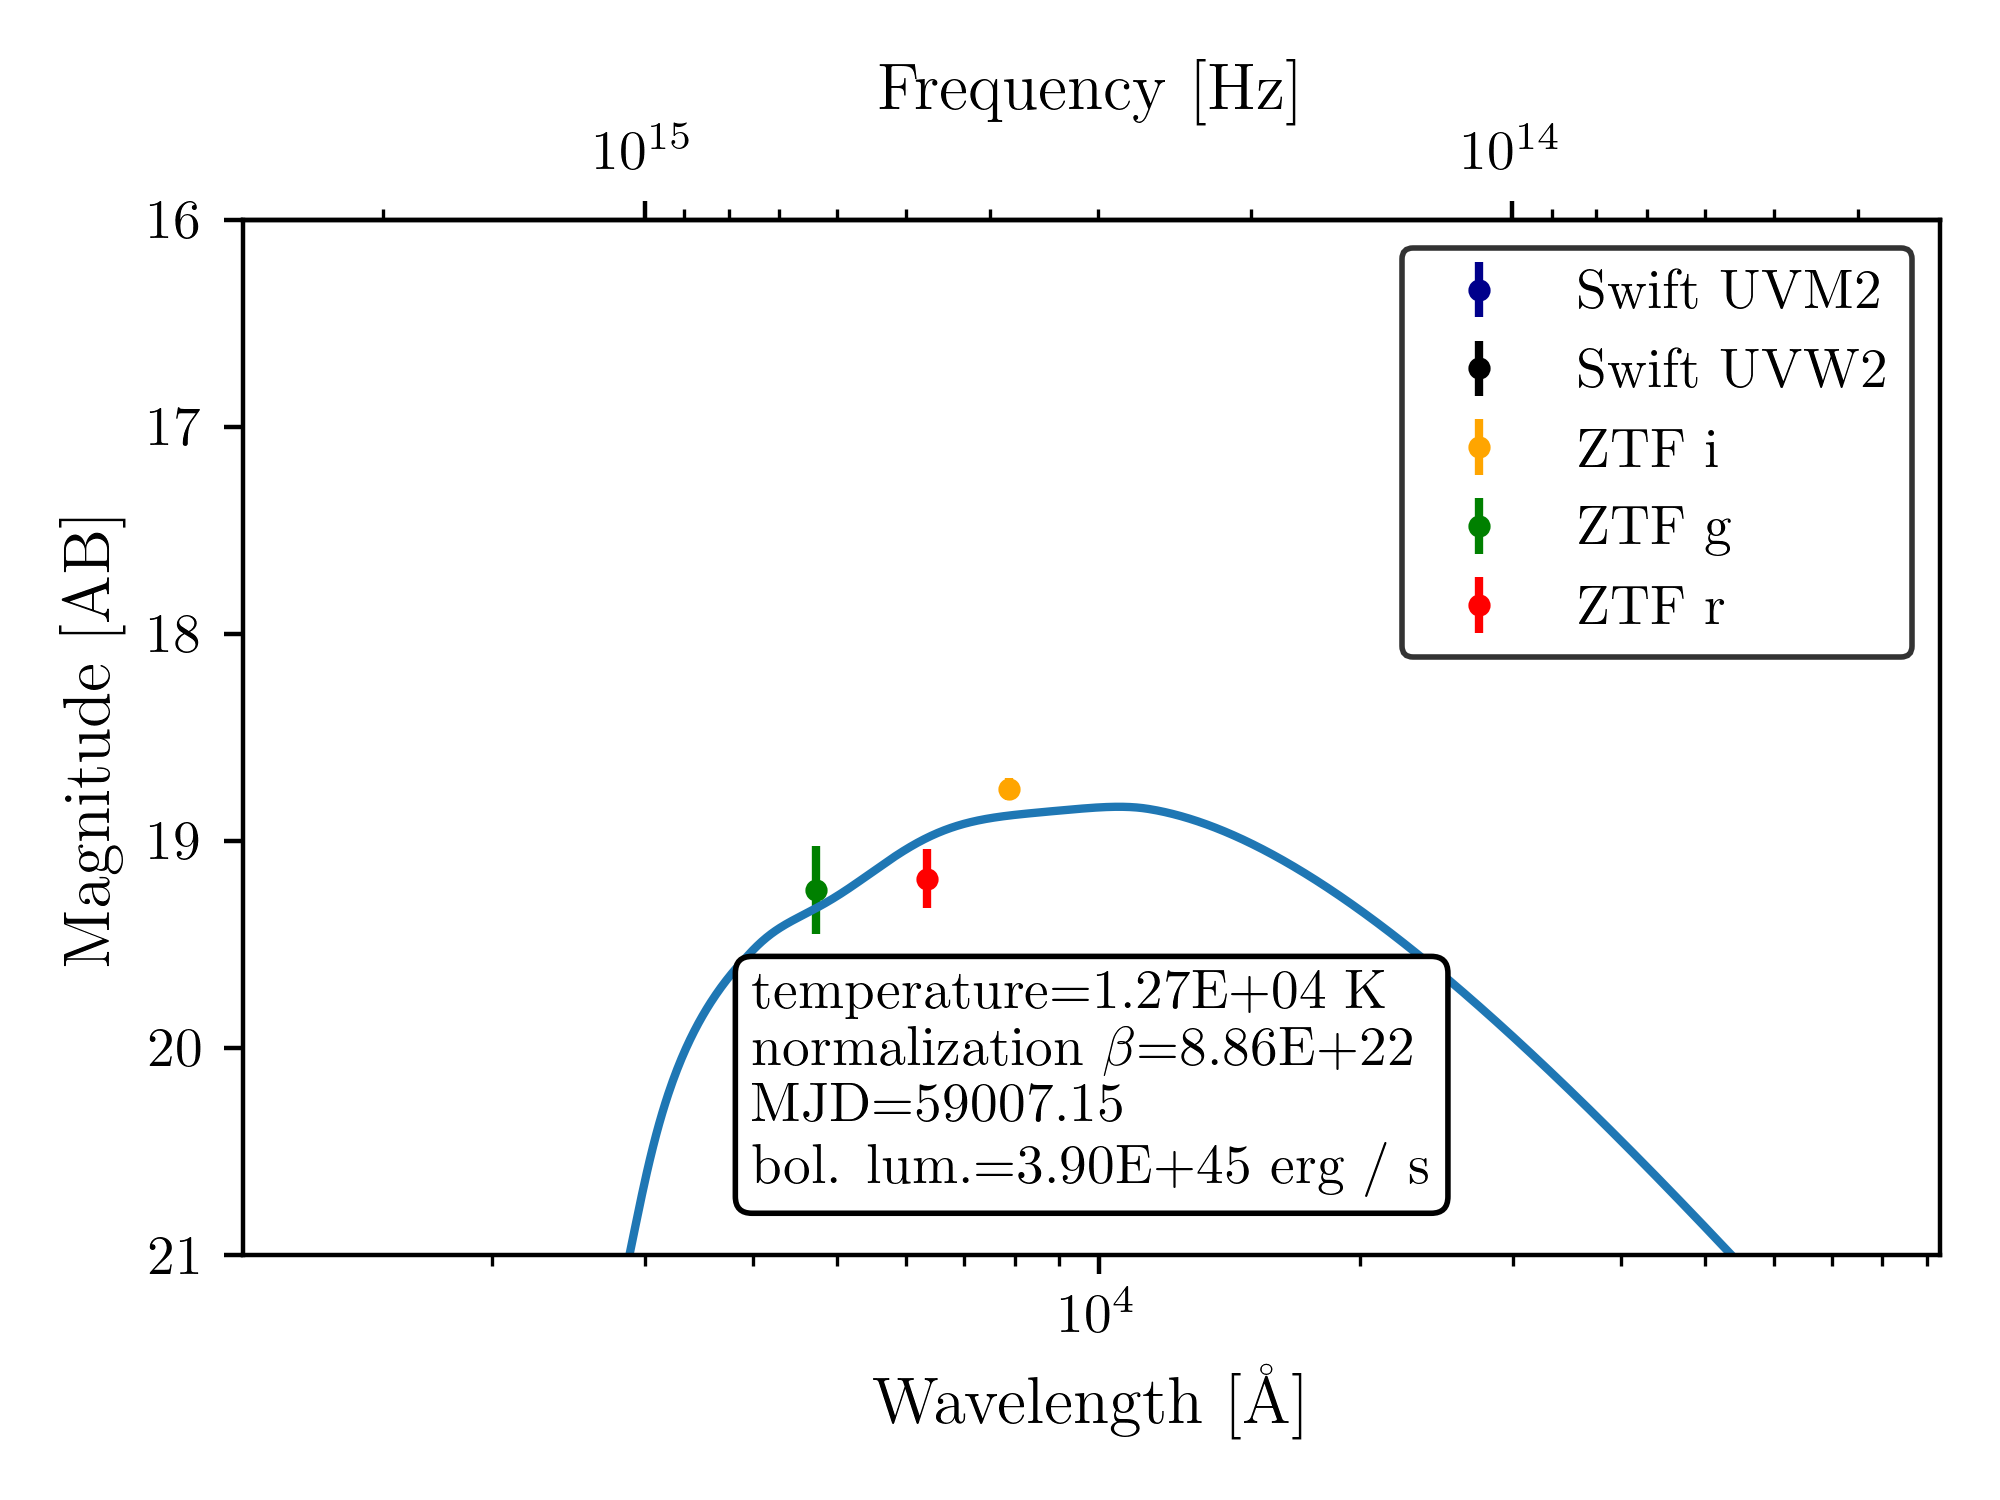 Frequency [Hz]
10^15 10^14
16
17
18
19
20
21
Magnitude [AB]
Swift UVM2
Swift UVW2
ZTF i
ZTF g
ZTF r
temperature=1.27E+04 K
normalization β=8.86E+22
MJD=59007.15
bol. lum.=3.90E+45 erg / s
10^4
Wavelength [Å]